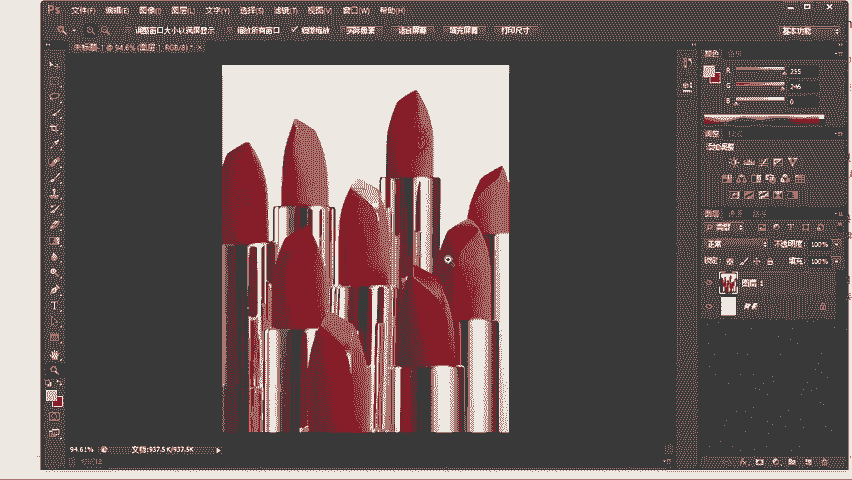 Ps 文件(F) 编辑(E) 图像(I) 图层(L) 文字(Y) 选择(S) 滤镜(T) 视图(V) 窗口(W) 帮助(H)
调整窗口大小以满屏显示 缩放所有窗口 细微缩放 实际像素 适合屏幕 填充屏幕 打印尺寸 基本功能
未标题-1 @ 94.6% (图层 1, RGB/8) *
颜色
R 255
G 246
B 0
调整
添加调整
图层
类型
正常 不透明度: 100%
锁定: 填充: 100%
图层 1
背景
94.61% 文档:937.5K/937.5K